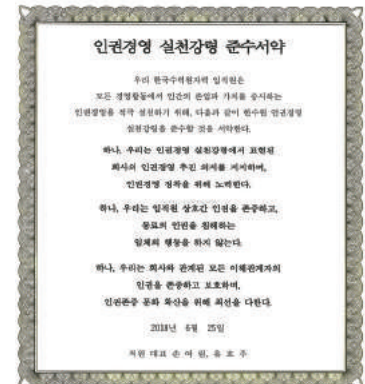 인권경영 실천강령 준수서약
우리 한국수력원자력 임직원은
모든 경영활동에서 인간의 존엄과 가치를 중시하는
인권경영을 적극 실천하기 위해, 다음과 같이 한수원 인권경영
실천강령을 준수할 것을 서약한다.
하나, 우리는 인권경영 실천강령에서 표현된
회사의 인권경영 추진 의지를 지지하며,
인권경영 정착을 위해 노력한다.
하나, 우리는 임직원 상호간 인권을 존중하고,
동료의 인권을 침해하는
일체의 행동을 하지 않는다.
하나, 우리는 회사와 관계된 모든 이해관계자의
인권을 존중하고 보호하며,
인권존중 문화 확산을 위해 최선을 다한다.
2018년 6월 25일
직원 대표 손